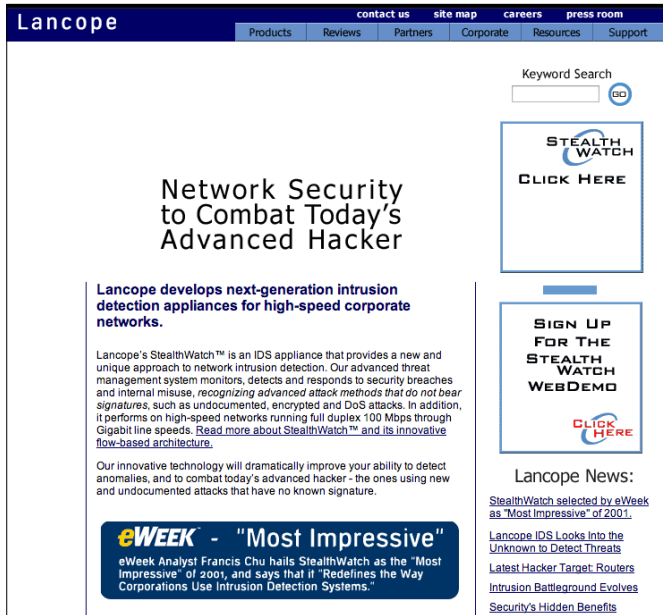 Lancope
contact us site map careers press room
Products Reviews Partners Corporate Resources Support
Keyword Search
GO
STEALTH
WATCH
CLICK HERE
Network Security
to Combat Today's
Advanced Hacker
Lancope develops next-generation intrusion
detection appliances for high-speed corporate
networks.
Lancope's StealthWatch™ is an IDS appliance that provides a new and
unique approach to network intrusion detection. Our advanced threat
management system monitors, detects and responds to security breaches
and internal misuse, recognizing advanced attack methods that do not bear
signatures, such as undocumented, encrypted and DoS attacks. In addition,
it performs on high-speed networks running full duplex 100 Mbps through
Gigabit line speeds. Read more about StealthWatch™ and its innovative
flow-based architecture.
Our innovative technology will dramatically improve your ability to detect
anomalies, and to combat today's advanced hacker - the ones using new
and undocumented attacks that have no known signature.
eWEEK™ - "Most Impressive"
eWeek Analyst Francis Chu hails StealthWatch as the "Most
Impressive" of 2001, and says that it "Redefines the Way
Corporations Use Intrusion Detection Systems."
SIGN UP
FOR THE
STEALTH
WATCH
WEBDEMO
CLICK
HERE
Lancope News:
StealthWatch selected by eWeek
as "Most Impressive" of 2001.
Lancope IDS Looks Into the
Unknown to Detect Threats
Latest Hacker Target: Routers
Intrusion Battleground Evolves
Security's Hidden Benefits